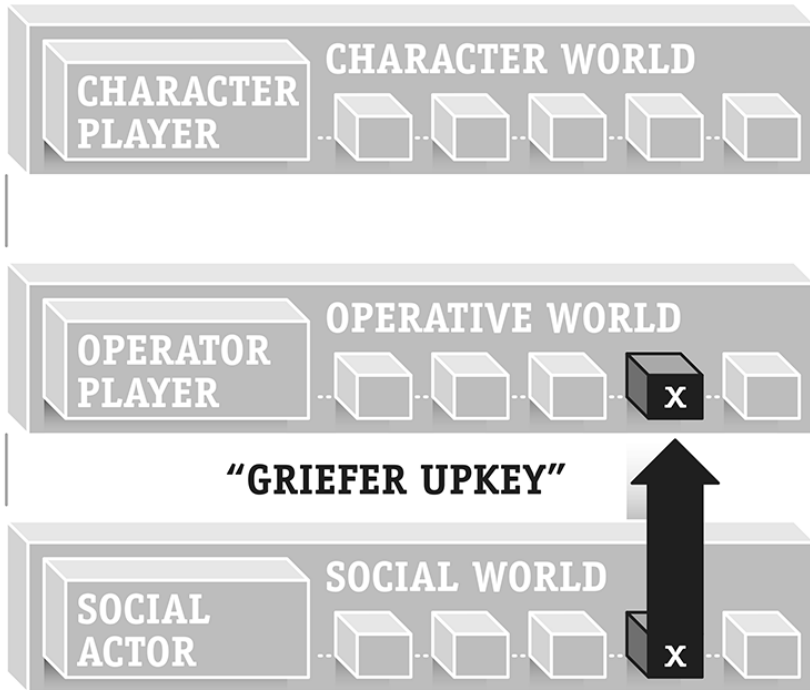 CHARACTER WORLD
CHARACTER
PLAYER
OPERATIVE WORLD
OPERATOR
PLAYER
X
“GRIEFER UPKEY”
SOCIAL WORLD
SOCIAL
ACTOR
X